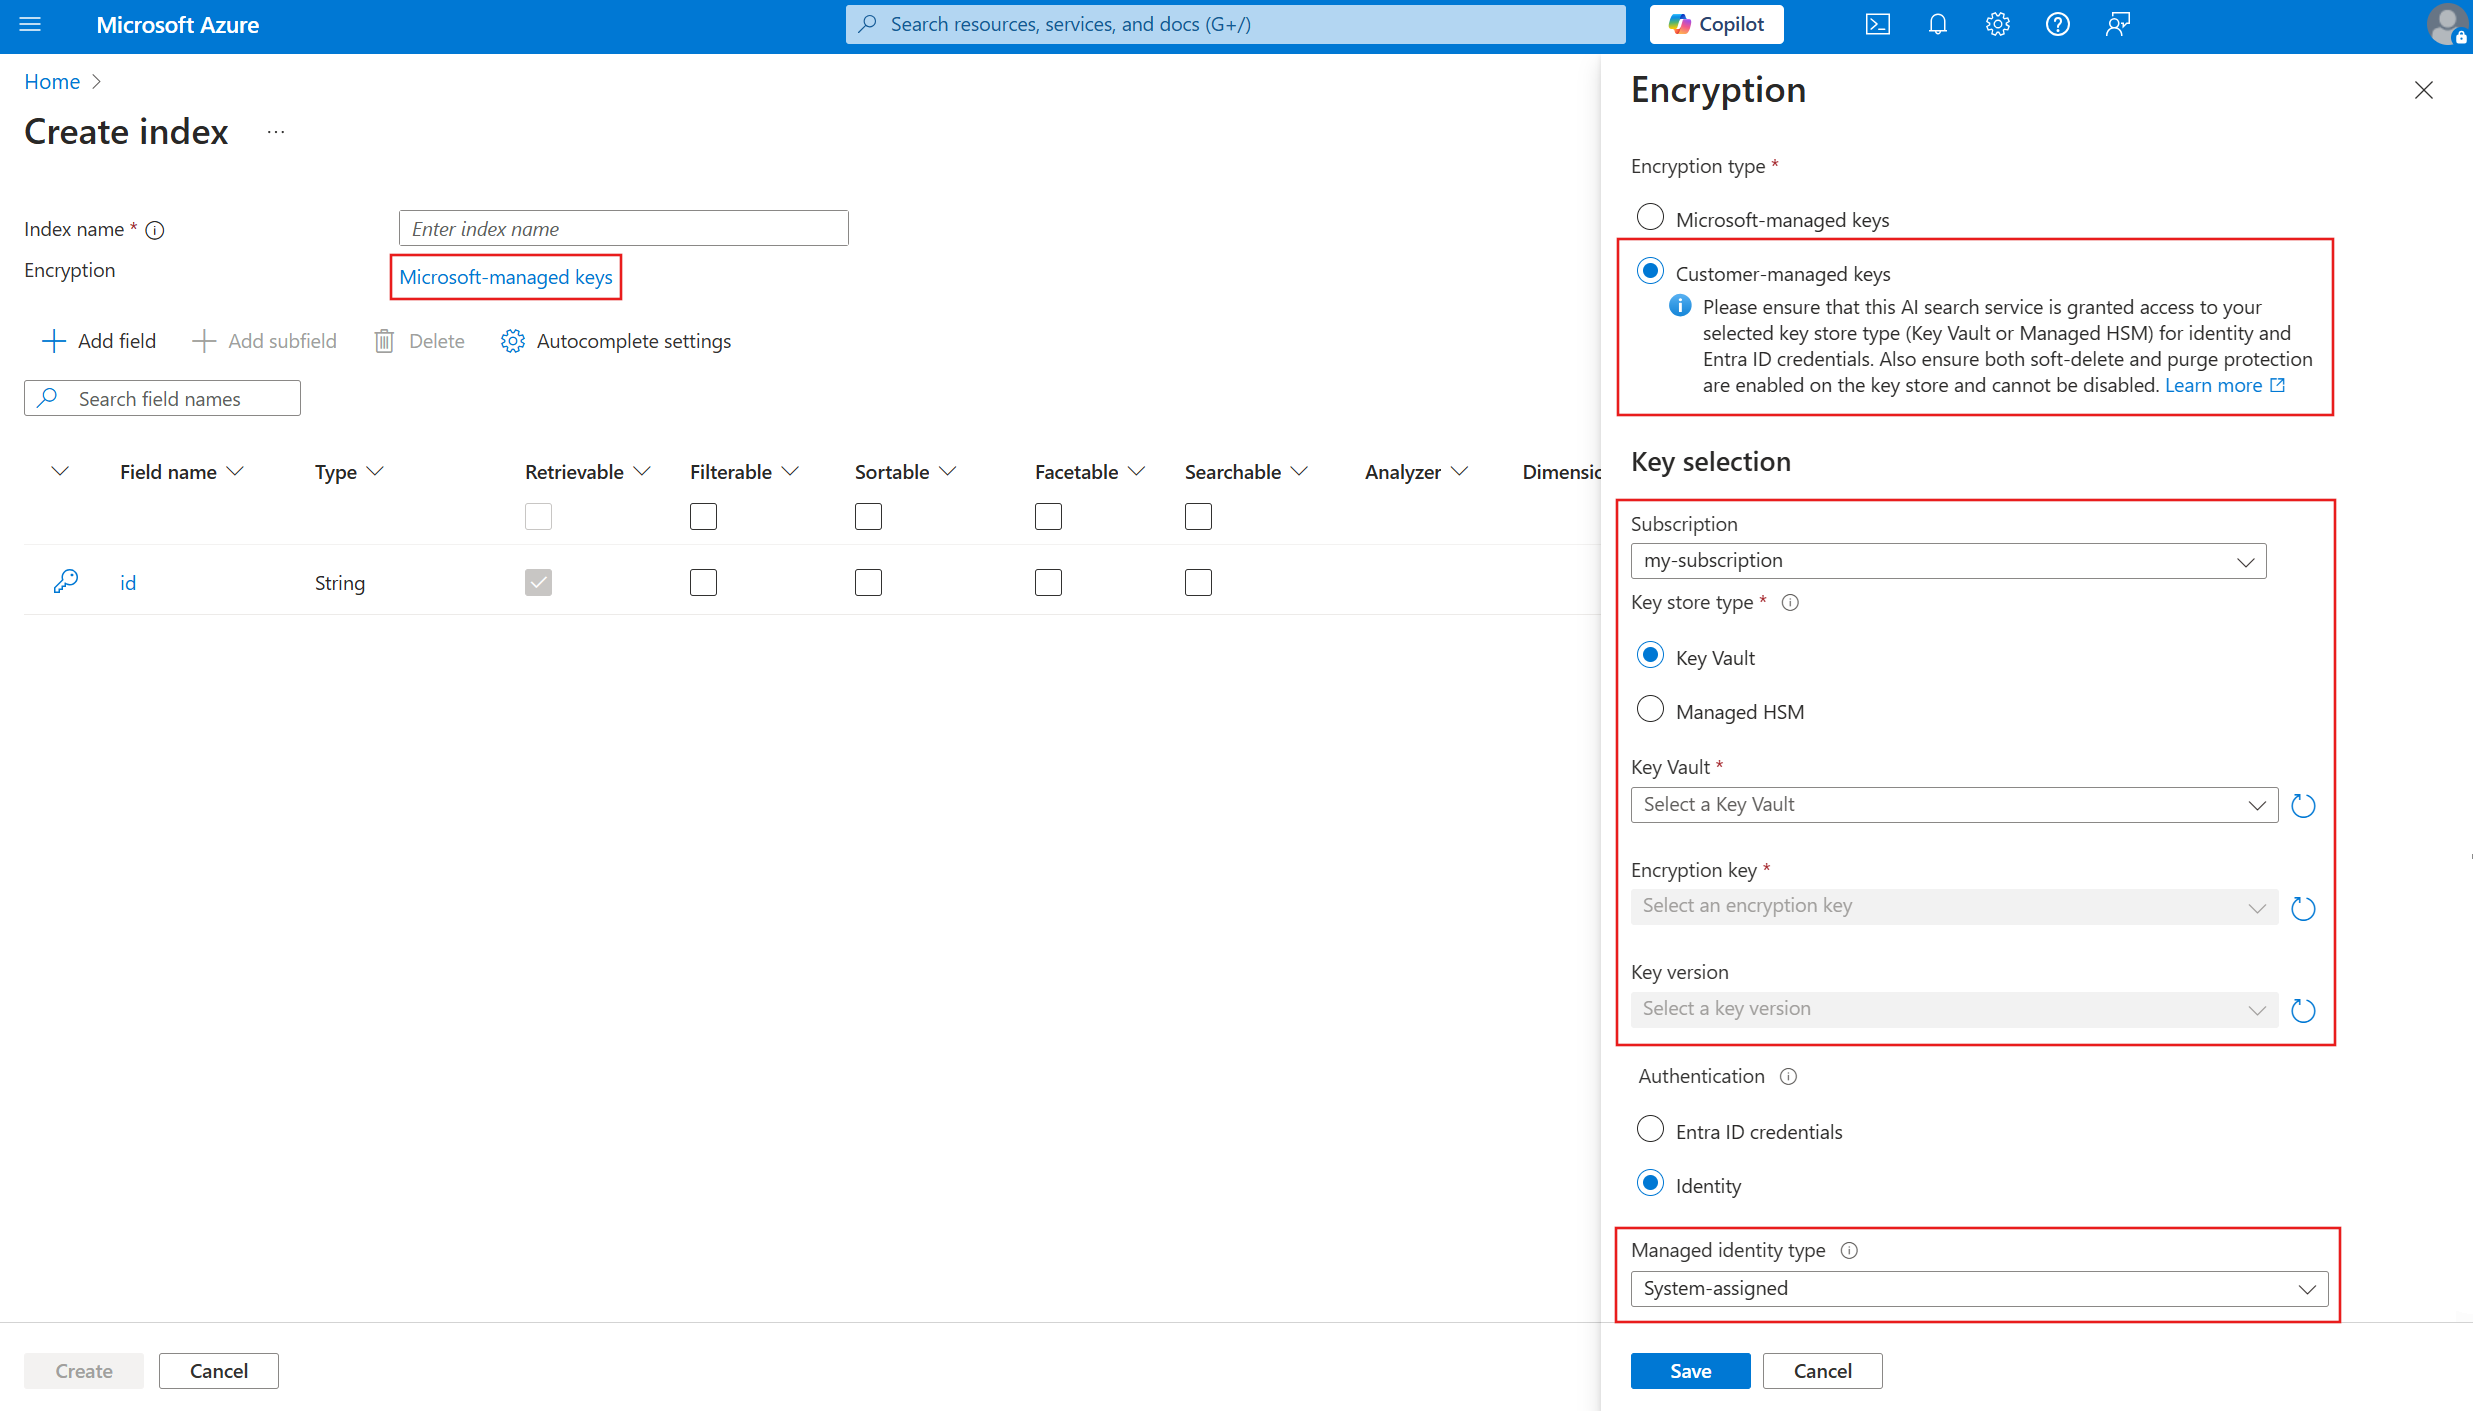 Microsoft Azure
Search resources, services, and docs (G+/)
Copilot
Home
Create index
...
Index name *
Enter index name
Encryption
Microsoft-managed keys
Add field
Add subfield
Delete
Autocomplete settings
Search field names
Field name
Type
Retrievable
Filterable
Sortable
Facetable
Searchable
Analyzer
Dimensic
id
String
Create
Cancel
Encryption
Encryption type *
Microsoft-managed keys
Customer-managed keys
Please ensure that this AI search service is granted access to your
selected key store type (Key Vault or Managed HSM) for identity and
Entra ID credentials. Also ensure both soft-delete and purge protection
are enabled on the key store and cannot be disabled. Learn more
Key selection
Subscription
my-subscription
Key store type *
Key Vault
Managed HSM
Key Vault *
Select a Key Vault
Encryption key *
Select an encryption key
Key version
Select a key version
Authentication
Entra ID credentials
Identity
Managed identity type
System-assigned
Save
Cancel